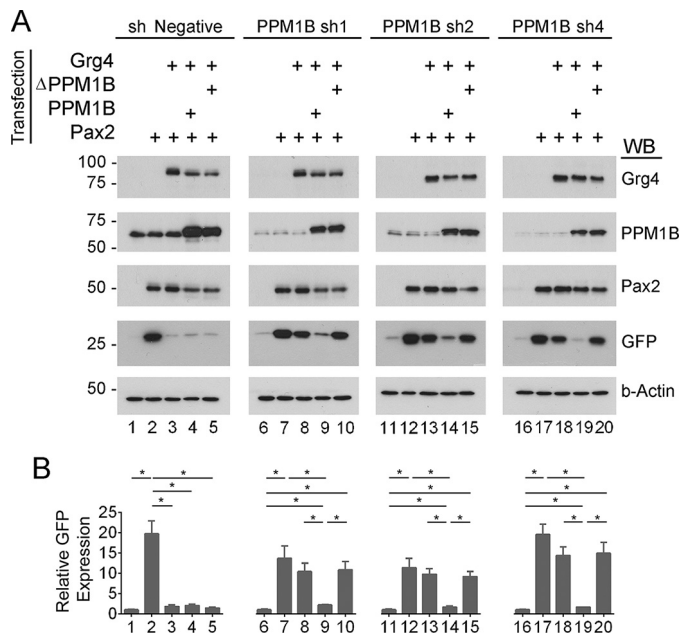 A
sh Negative PPM1B sh1 PPM1B sh2 PPM1B sh4
Transfection
Grg4 + + + + + + + + + + + +
ΔPPM1B + + + +
PPM1B + + + +
Pax2 + + + + + + + + + + + + + + + +
WB
100 -
75 -
Grg4
75 -
50 -
PPM1B
50 -
Pax2
25 -
GFP
50 -
b-Actin
1 2 3 4 5 6 7 8 9 10 11 12 13 14 15 16 17 18 19 20
B
* * * * * * * * * * * * * * * * * * *
Relative GFP
Expression
25
20
15
10
5
0
1 2 3 4 5 6 7 8 9 10 11 12 13 14 15 16 17 18 19 20